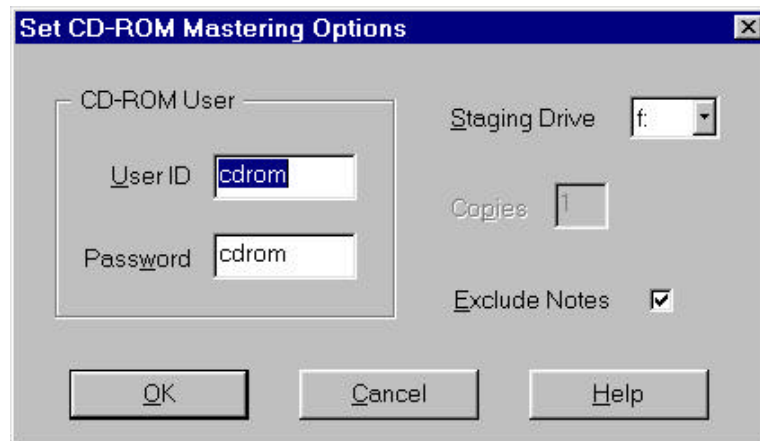 Set CD-ROM Mastering Options
CD-ROM User
User ID cdrom
Password cdrom
Staging Drive f:
Copies 1
Exclude Notes
OK Cancel Help